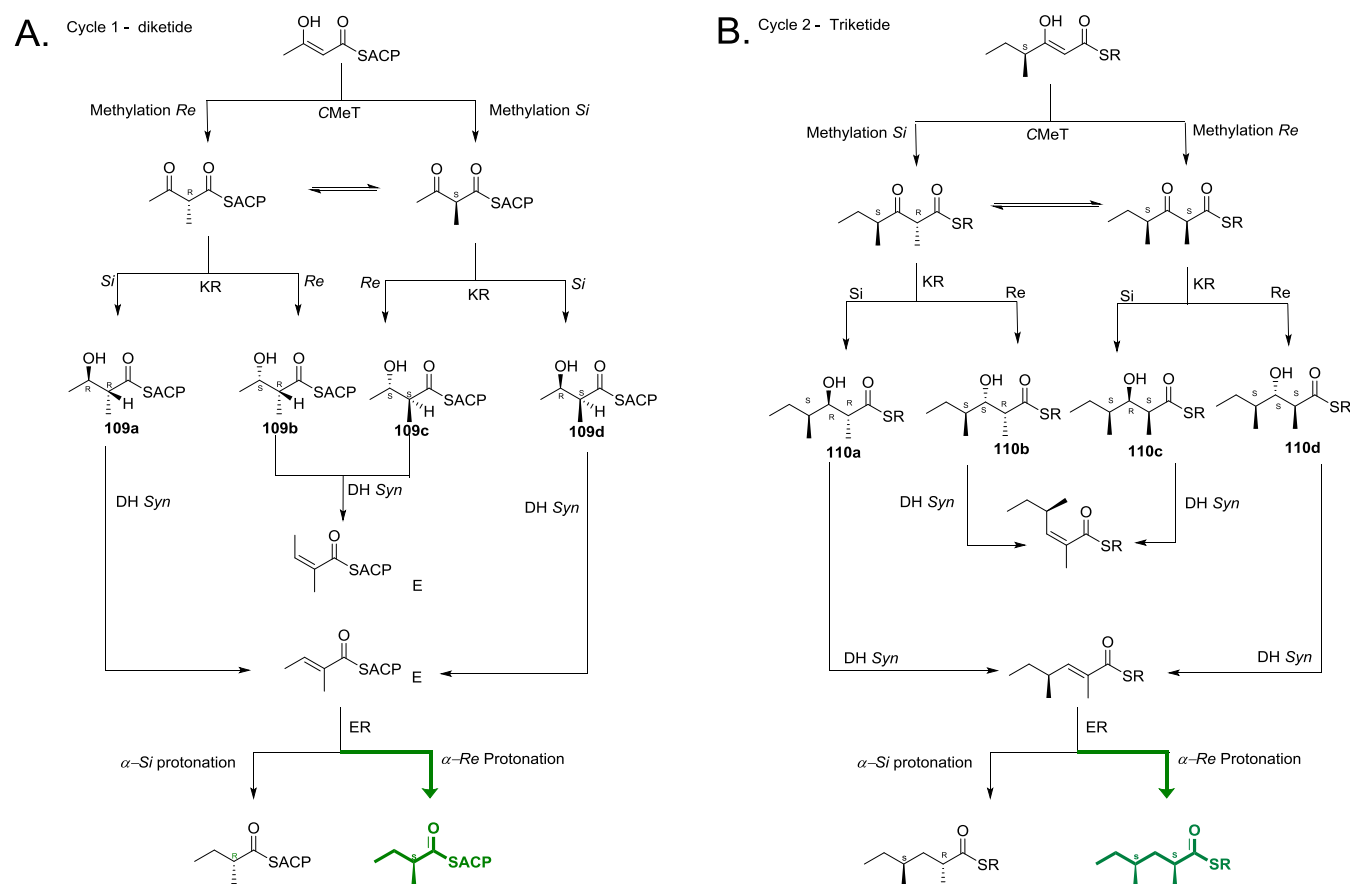 A. Cycle 1 - diketide
OH
O
SACP
Methylation Re
CMeT
Methylation Si
O
O
R
SACP
O
O
S
SACP
Si
KR
Re
Re
KR
Si
OH
O
R
R
SACP
H
109a
OH
O
S
R
SACP
H
109b
OH
O
S
S
SACP
H
109c
OH
O
R
S
SACP
H
109d
DH Syn
DH Syn
DH Syn
O
SACP
E
O
SACP
E
ER
α–Si protonation
α–Re Protonation
O
R
SACP
O
S
SACP
B. Cycle 2 - Triketide
OH
O
S
SR
Methylation Si
CMeT
Methylation Re
O
O
S
R
SR
O
O
S
S
SR
Si
KR
Re
Si
KR
Re
OH
O
S
R
R
SR
110a
OH
O
S
S
R
SR
110b
OH
O
S
R
S
SR
110c
OH
O
S
S
S
SR
110d
DH Syn
DH Syn
O
SR
DH Syn
DH Syn
O
SR
ER
α–Si protonation
α–Re Protonation
O
S
R
SR
O
S
S
SR